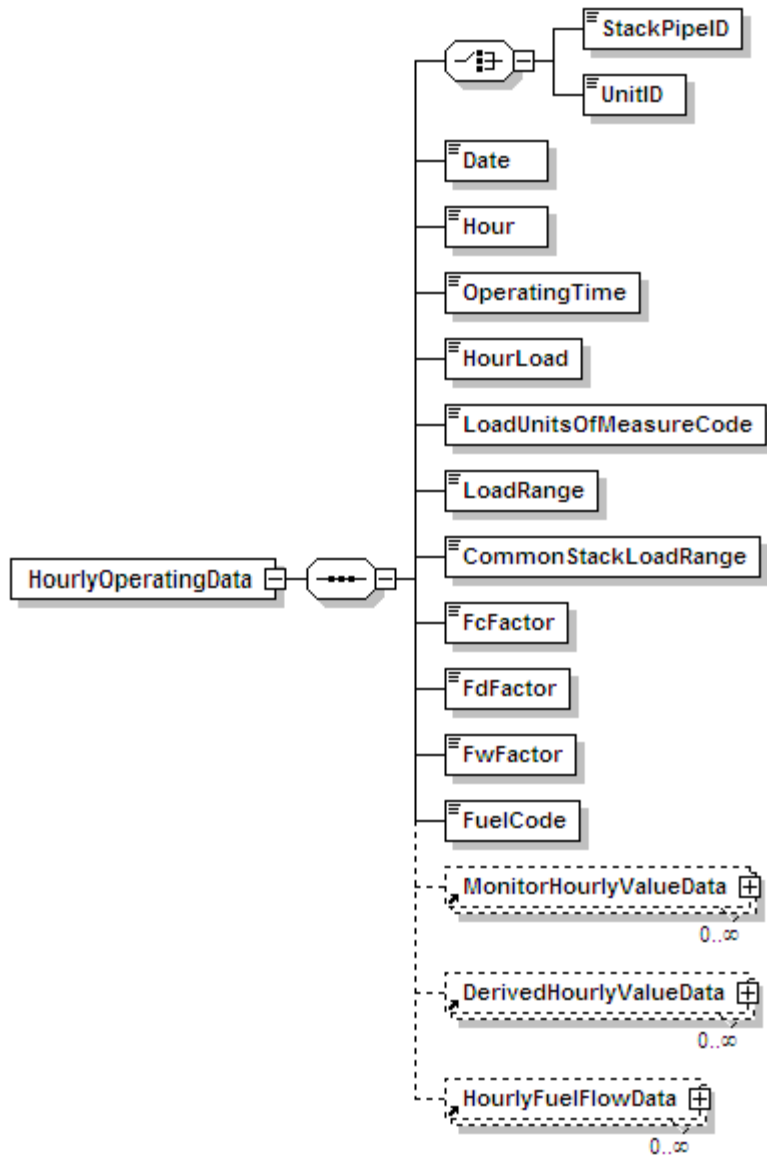 StackPipeID
UnitID
Date
Hour
OperatingTime
HourLoad
LoadUnitsOfMeasureCode
LoadRange
CommonStackLoadRange
HourlyOperatingData
FcFactor
FdFactor
FwFactor
FuelCode
MonitorHourlyValueData
0..∞
DerivedHourlyValueData
0..∞
HourlyFuelFlowData
0..∞